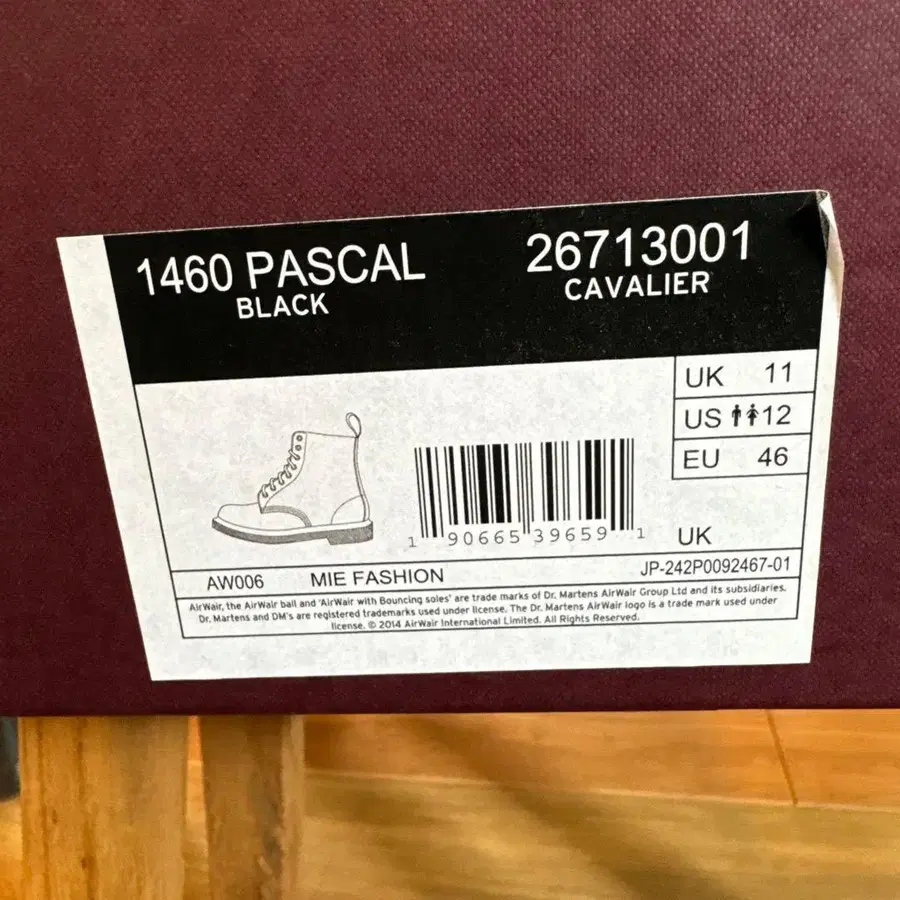 1460 PASCAL
BLACK
26713001
CAVALIER
UK 11
US 12
EU 46
1 90665 39659 1
UK
AW006 MIE FASHION JP-242P0092467-01
AirWair, the AirWair ball and 'AirWair with Bouncing soles' are trade marks of Dr. Martens AirWair Group Ltd and its subsidiaries.
Dr. Martens and DM's are registered trademarks used under license. The Dr. Martens AirWair logo is a trade mark used under
license. © 2014 AirWair International Limited. All Rights Reserved.